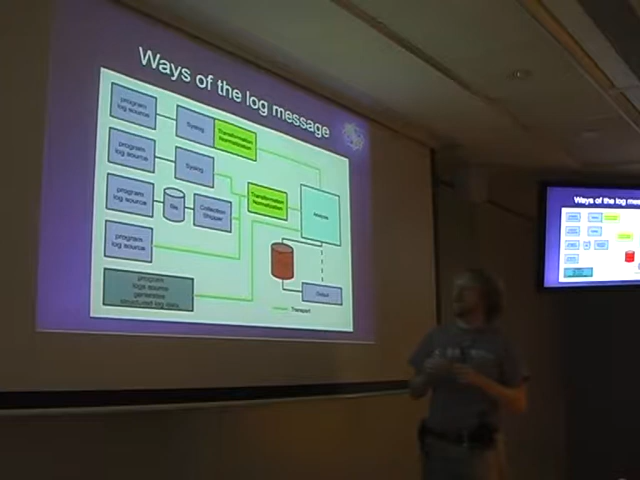 Ways of the log message
program
log source
Syslog
Transformation
Normalization
program
log source
Syslog
program
log source
file
Collection
Shipper
Transformation
Normalization
Analysis
program
log source
program
logs source
generates
structured log data
Output
Transport
Ways of the log mess